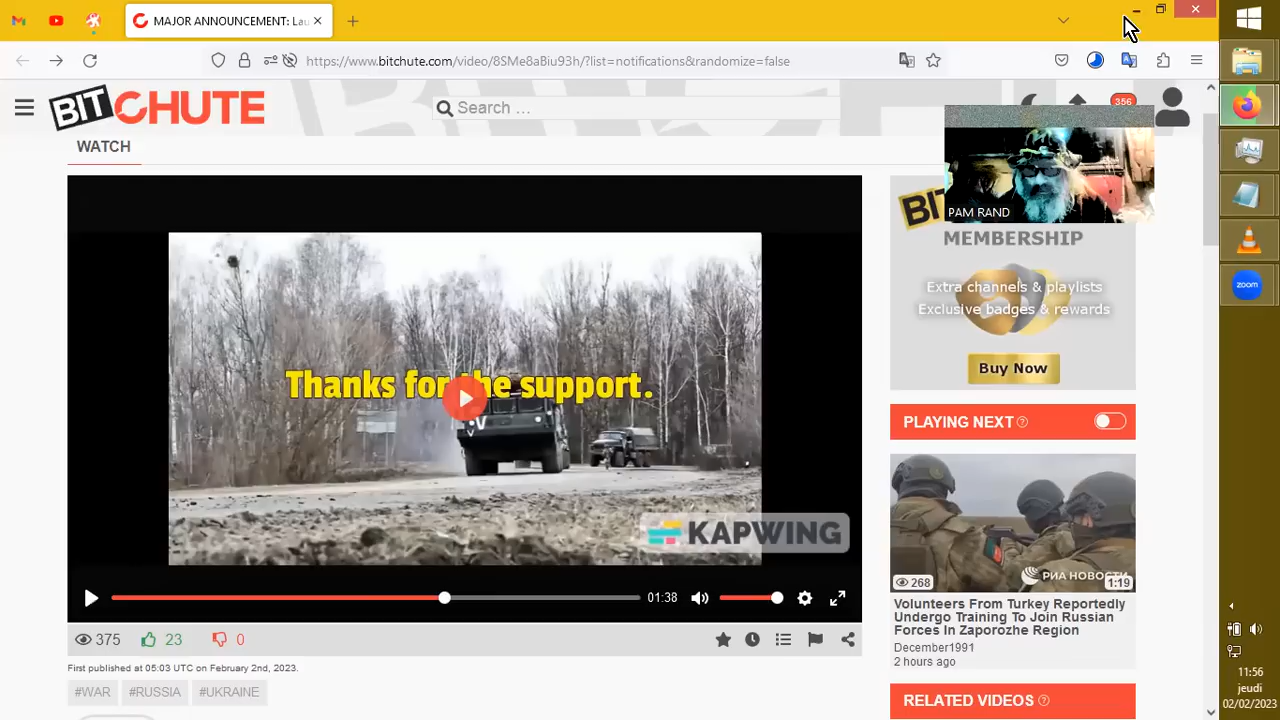 MAJOR ANNOUNCEMENT: Lau
https://www.bitchute.com/video/
?list=notifications&randomize=false
BITCHUTE
Search ...
356
WATCH
PAM RAND
BIT
MEMBERSHIP
Extra channels & playlists
Exclusive badges & rewards
Buy Now
Thanks for the support.
KAPWING
01:38
375 23 0
First published at 05:03 UTC on February 2nd, 2023.
#WAR #RUSSIA #UKRAINE
PLAYING NEXT
268
РИА НОВОСТИ
1:19
Volunteers From Turkey Reportedly
Undergo Training To Join Russian
Forces In Zaporozhe Region
December1991
2 hours ago
RELATED VIDEOS
zoom
11:56
jeudi
02/02/2023